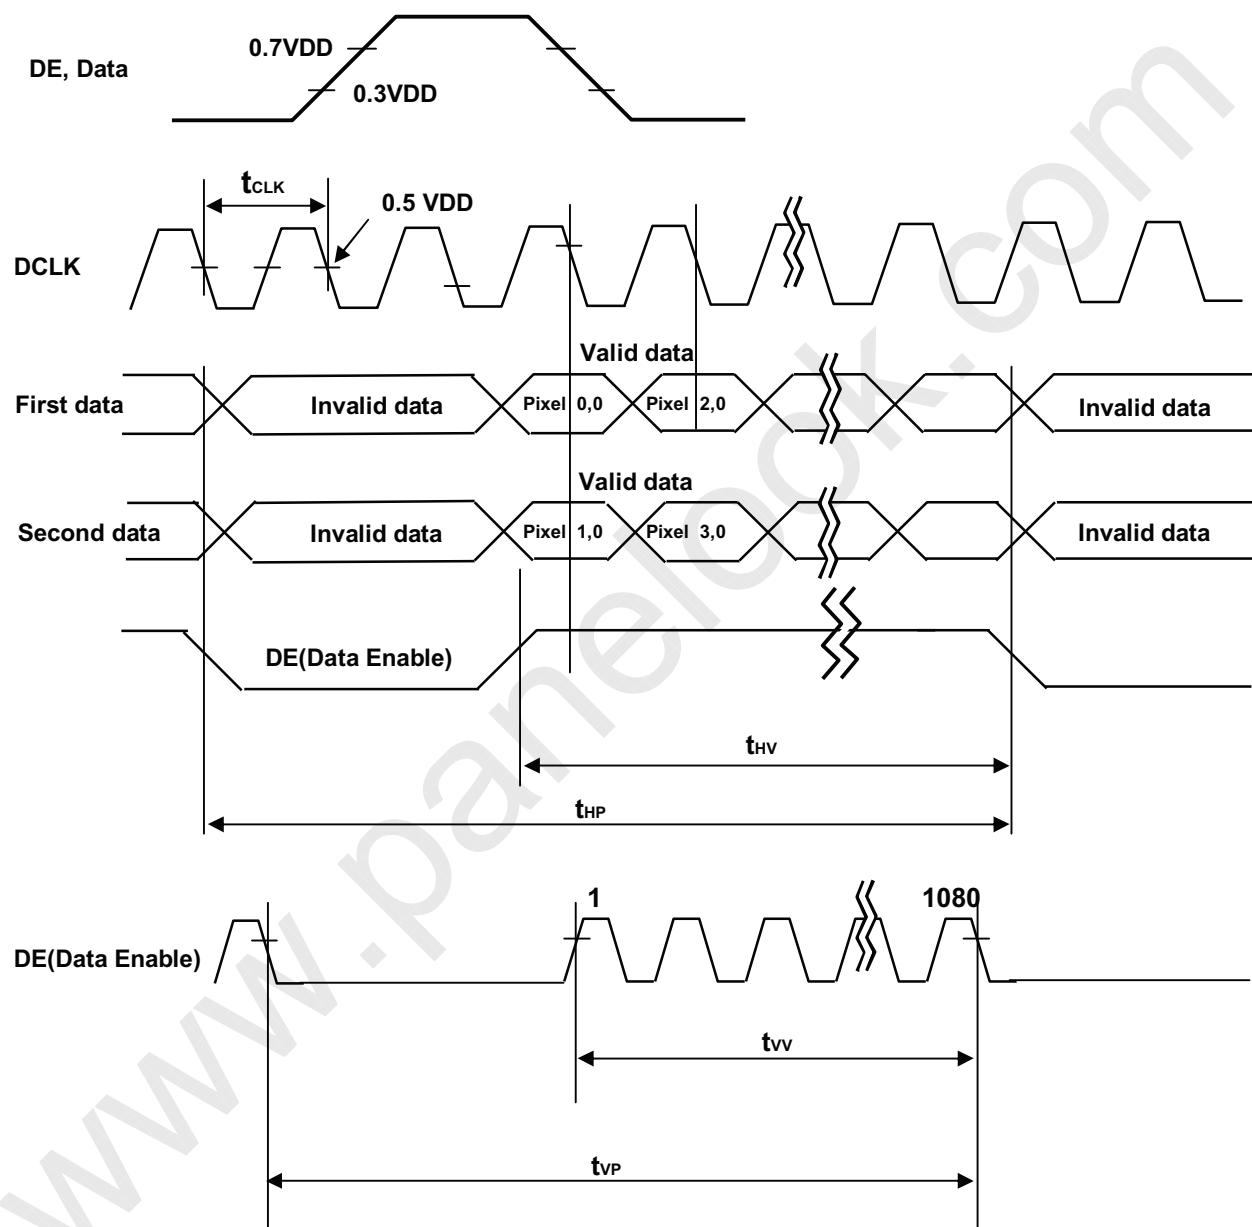 0.7VDD
DE, Data
0.3VDD
tCLK
0.5 VDD
DCLK
Valid data
First data
Invalid data
Pixel 0,0
Pixel 2,0
Invalid data
Valid data
Second data
Invalid data
Pixel 1,0
Pixel 3,0
Invalid data
DE(Data Enable)
tHV
tHP
1
1080
DE(Data Enable)
tVV
tVP
www.panelook.com